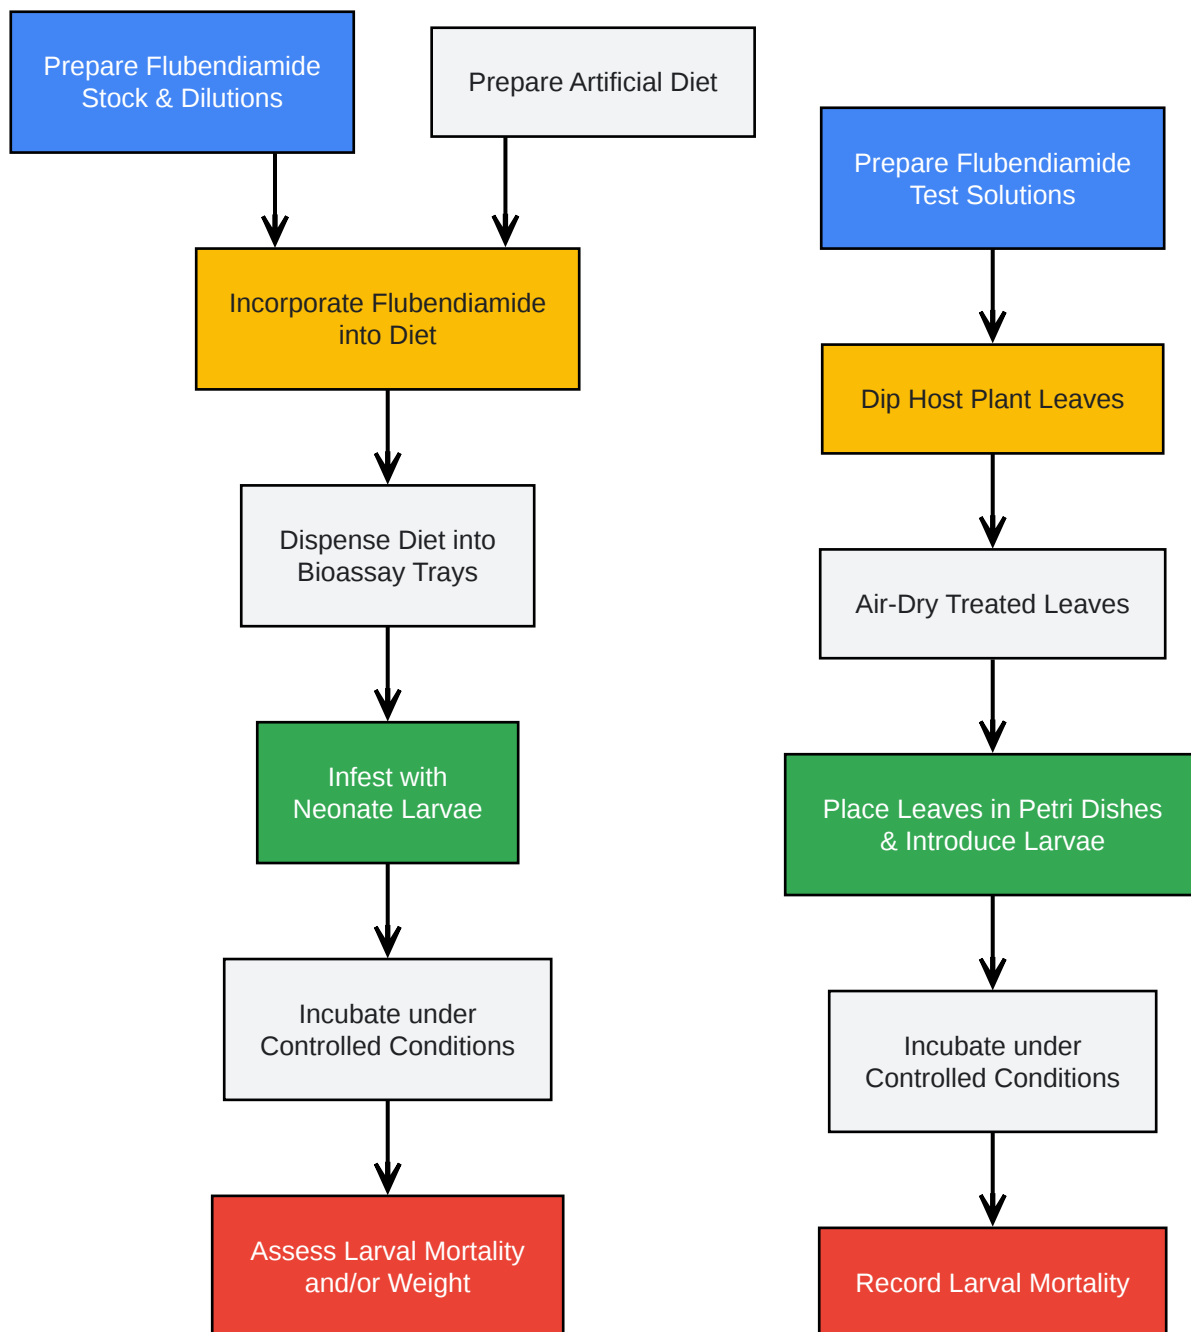 Prepare Flubendiamide
Stock & Dilutions
Prepare Artificial Diet
Incorporate Flubendiamide
into Diet
Dispense Diet into
Bioassay Trays
Infest with
Neonate Larvae
Incubate under
Controlled Conditions
Assess Larval Mortality
and/or Weight
Prepare Flubendiamide
Test Solutions
Dip Host Plant Leaves
Air-Dry Treated Leaves
Place Leaves in Petri Dishes
& Introduce Larvae
Incubate under
Controlled Conditions
Record Larval Mortality